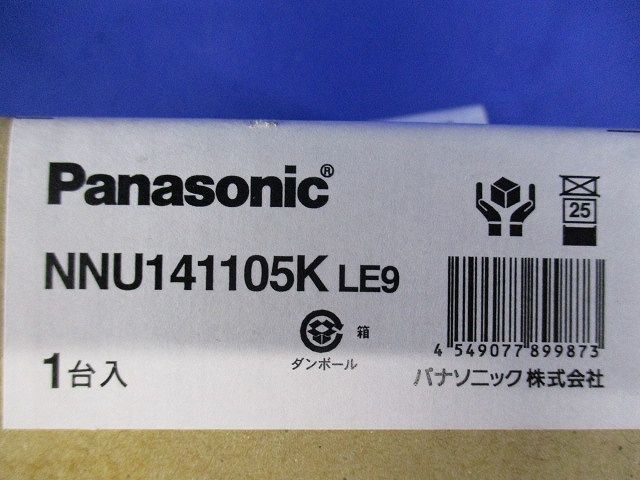 Panasonic®
25
NNU141105K LE9
箱
ダンボール
4 549077 899873
1台入
パナソニック株式会社